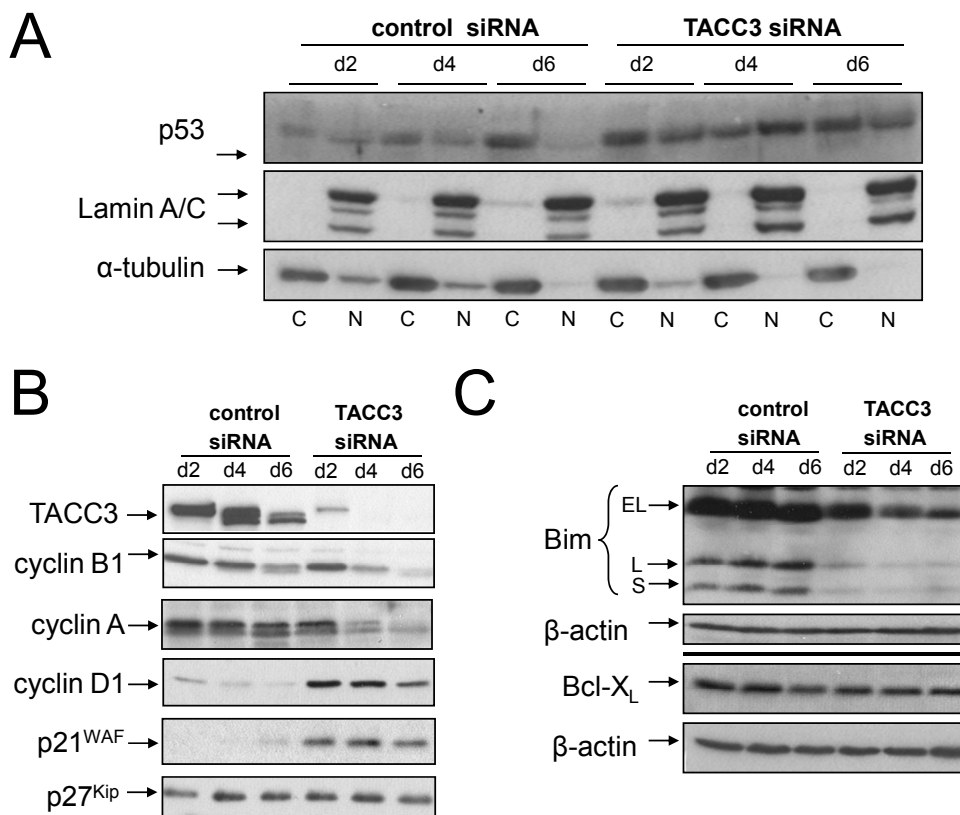 A
control siRNA TACC3 siRNA
d2 d4 d6 d2 d4 d6
p53
Lamin A/C
α-tubulin
C N C N C N C N C N C N
B
control siRNA TACC3 siRNA
d2 d4 d6 d2 d4 d6
TACC3
cyclin B1
cyclin A
cyclin D1
p21WAF
p27Kip
C
control siRNA TACC3 siRNA
d2 d4 d6 d2 d4 d6
Bim
EL
L
S
β-actin
Bcl-XL
β-actin